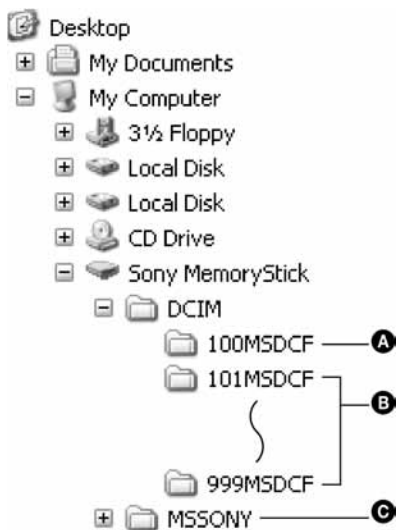 Desktop
My Documents
My Computer
3½ Floppy
Local Disk
Local Disk
CD Drive
Sony MemoryStick
DCIM
100MSDCF A
101MSDCF
B
999MSDCF
MSSONY C